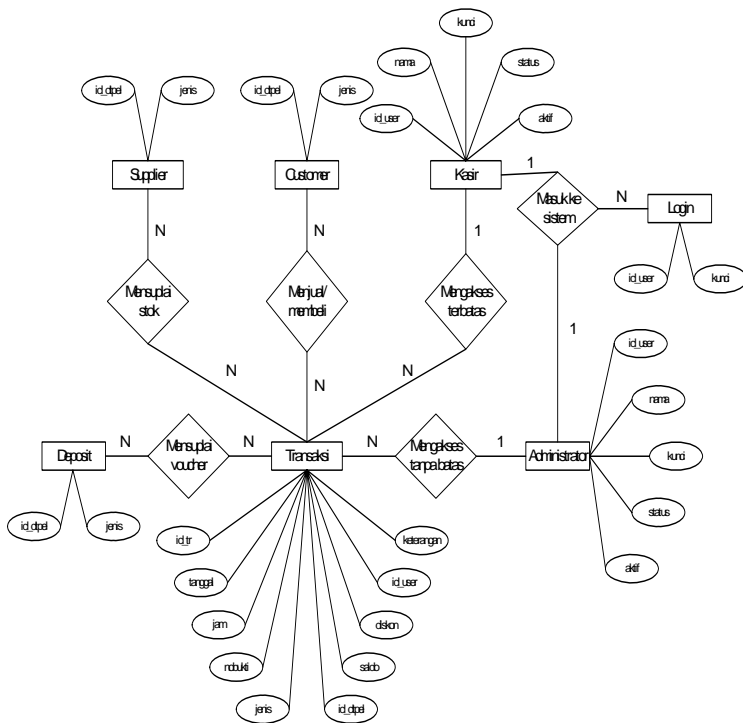 kunci
nama
status
id_dtpel
jenis
id_dtpel
jenis
id_user
aktif
Supplier
Customer
Kasir
1
Masuk ke
sistem
N
Login
N
N
1
id_user
kunci
Mensuplai
stok
Menjual/
membeli
Mengakses
terbatas
1
id_user
N
N
N
nama
Deposit
N
Mensuplai
voucher
N
Transaksi
N
Mengakses
tanpa batas
1
Administrator
kunci
id_dtpel
jenis
id_tr
keterangan
status
tanggal
id_user
aktif
jam
diskon
nobukti
saldo
jenis
id_dtpel